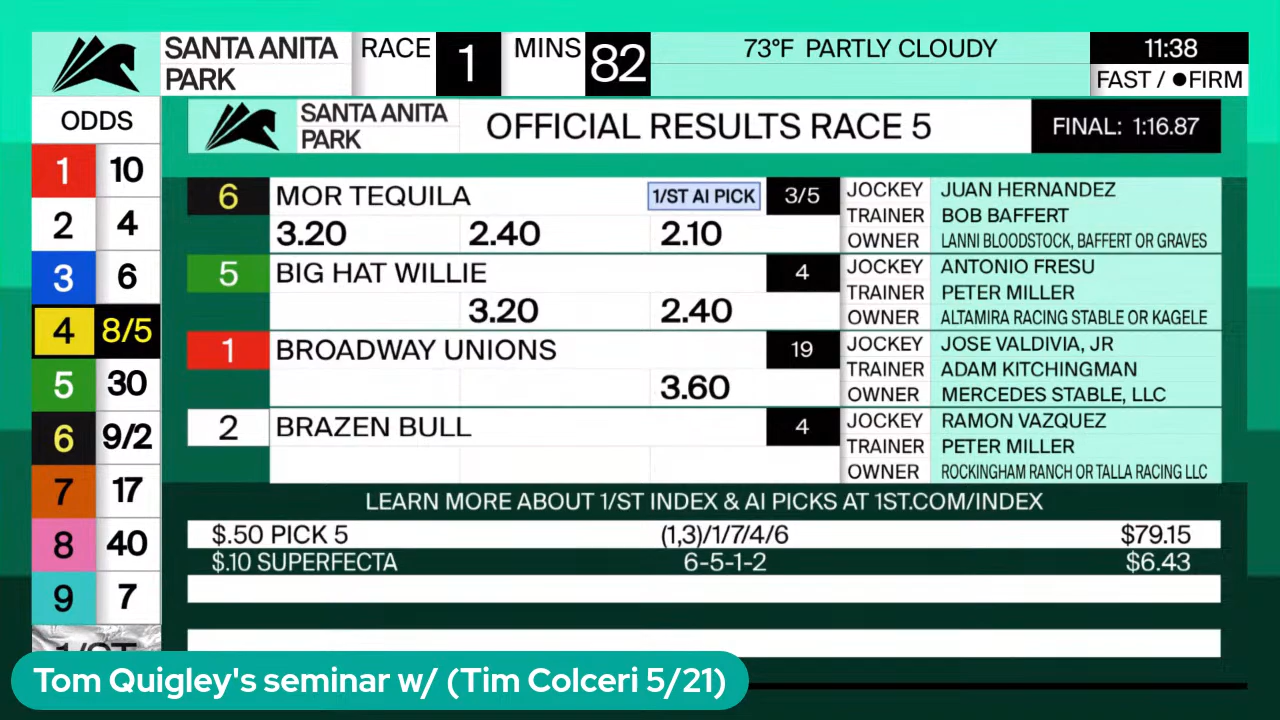 SANTA ANITA PARK RACE 1 MINS 82 73°F PARTLY CLOUDY 11:38
FAST / ●FIRM
ODDS
1 10
2 4
3 6
4 8/5
5 30
6 9/2
7 17
8 40
9 7
1/ST
SANTA ANITA PARK OFFICIAL RESULTS RACE 5 FINAL: 1:16.87
6 MOR TEQUILA 1/ST AI PICK 3/5
3.20 2.40 2.10
JOCKEY JUAN HERNANDEZ
TRAINER BOB BAFFERT
OWNER LANNI BLOODSTOCK, BAFFERT OR GRAVES
5 BIG HAT WILLIE 4
3.20 2.40
JOCKEY ANTONIO FRESU
TRAINER PETER MILLER
OWNER ALTAMIRA RACING STABLE OR KAGELE
1 BROADWAY UNIONS 19
3.60
JOCKEY JOSE VALDIVIA, JR
TRAINER ADAM KITCHINGMAN
OWNER MERCEDES STABLE, LLC
2 BRAZEN BULL 4
JOCKEY RAMON VAZQUEZ
TRAINER PETER MILLER
OWNER ROCKINGHAM RANCH OR TALLA RACING LLC
LEARN MORE ABOUT 1/ST INDEX & AI PICKS AT 1ST.COM/INDEX
$.50 PICK 5 (1,3)/1/7/4/6 $79.15
$.10 SUPERFECTA 6-5-1-2 $6.43
Tom Quigley's seminar w/ (Tim Colceri 5/21)